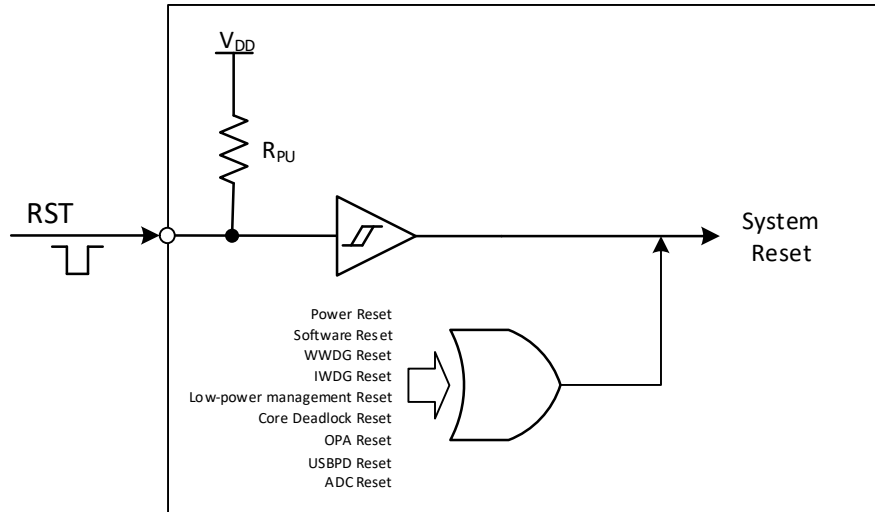 VDD
RPU
RST
System
Reset
Power Reset
Software Reset
WWDG Reset
IWDG Reset
Low-power management Reset
Core Deadlock Reset
OPA Reset
USBPD Reset
ADC Reset